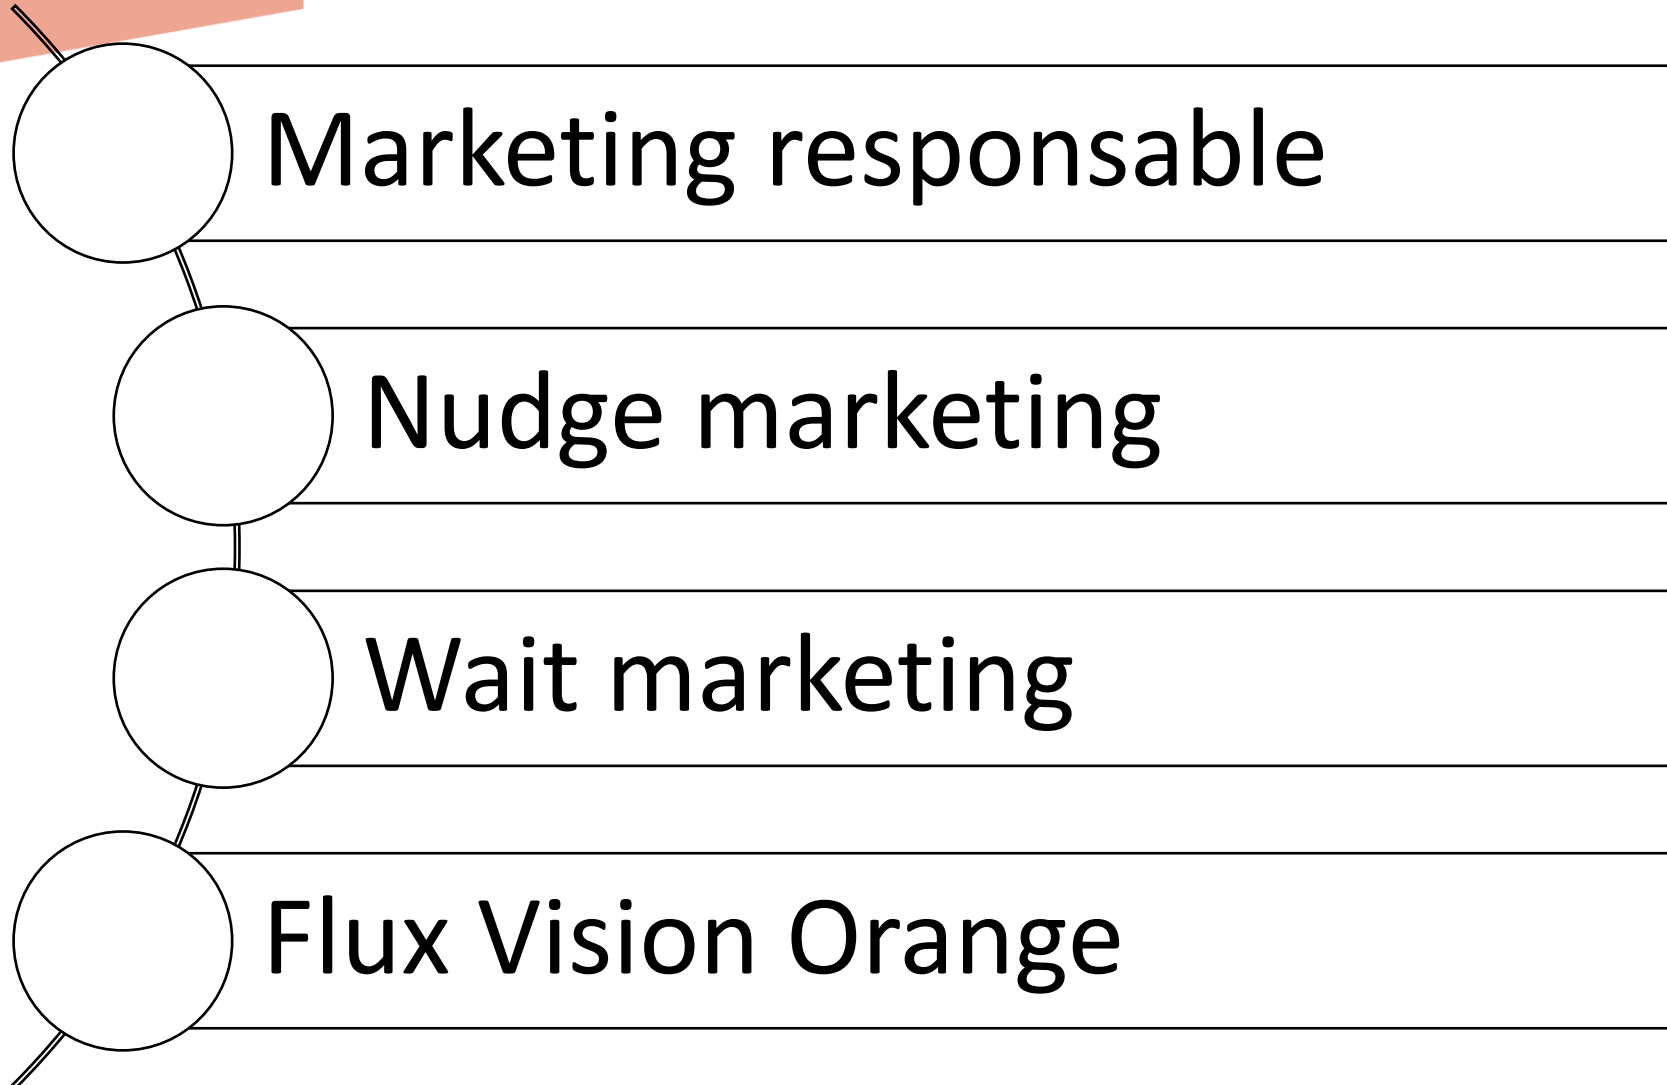 Marketing responsable
Nudge marketing
Wait marketing
Flux Vision Orange